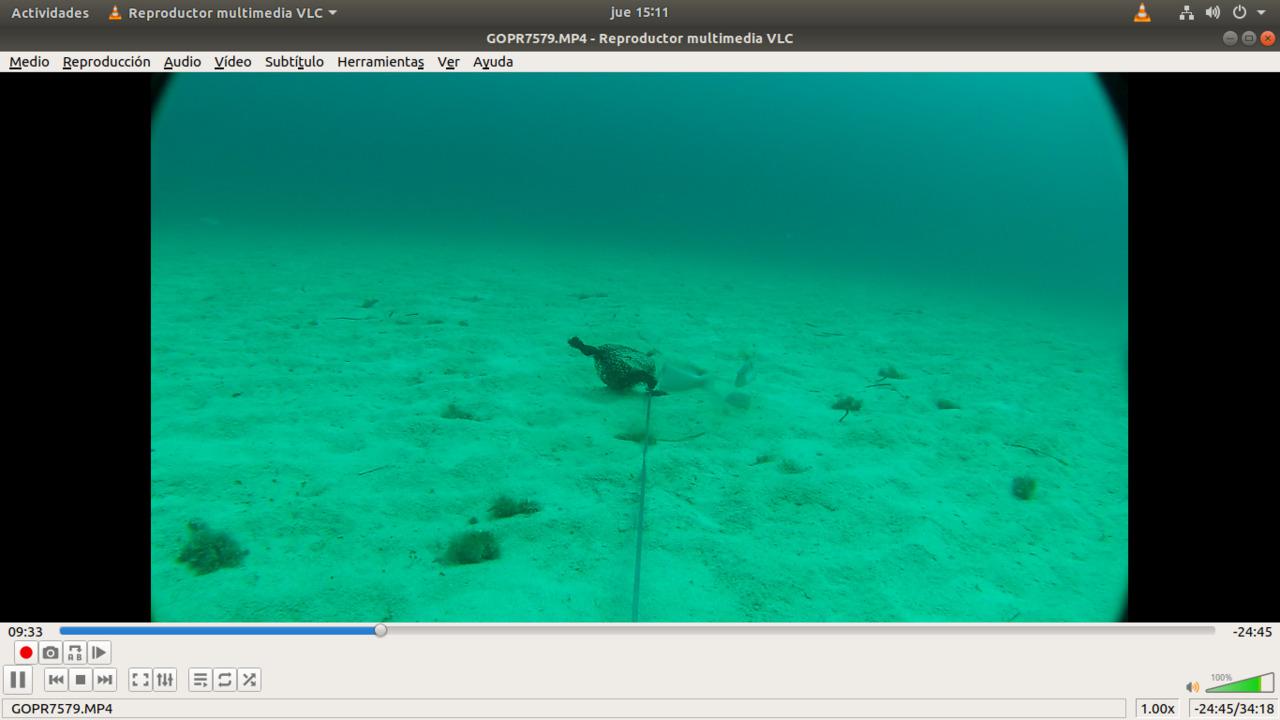 Actividades Reproductor multimedia VLC jue 15:11
GOPR7579.MP4 - Reproductor multimedia VLC
Medio Reproducción Audio Vídeo Subtítulo Herramientas Ver Ayuda
09:33 -24:45
A B
100%
GOPR7579.MP4 1.00x -24:45/34:18